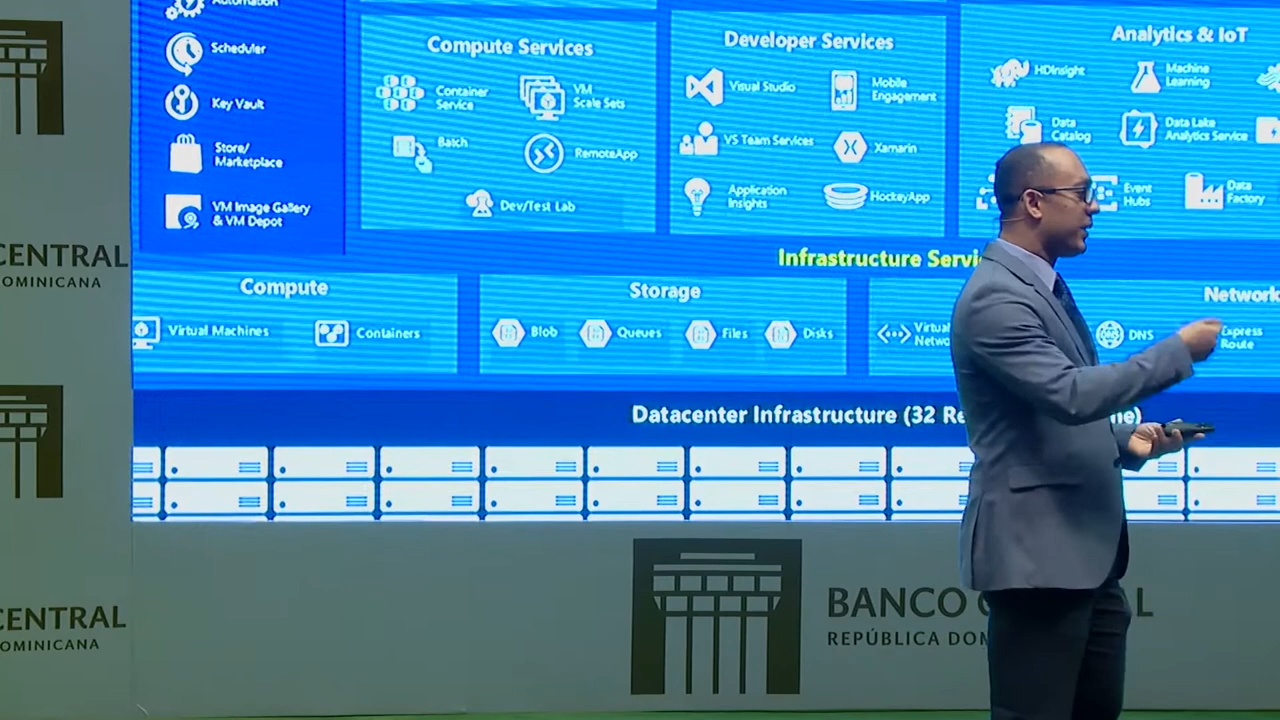 Automation
Scheduler
Key Vault
Store/
Marketplace
VM Image Gallery
& VM Depot
Compute Services
Container
Service
VM
Scale Sets
Batch
RemoteApp
Dev/Test Lab
Developer Services
Visual Studio
Mobile
Engagement
VS Team Services
Xamarin
Application
Insights
HockeyApp
Analytics & IoT
HDInsight
Machine
Learning
Data
Catalog
Data Lake
Analytics Service
Event
Hubs
Data
Factory
Infrastructure Servi
Compute
Virtual Machines
Containers
Storage
Blob
Queues
Files
Disks
Network
Virtual
Netwo
DNS
Express
Route
Datacenter Infrastructure (32 Re ne)
CENTRAL
OMINICANA
CENTRAL
OMINICANA
BANCO C L
REPÚBLICA DOM